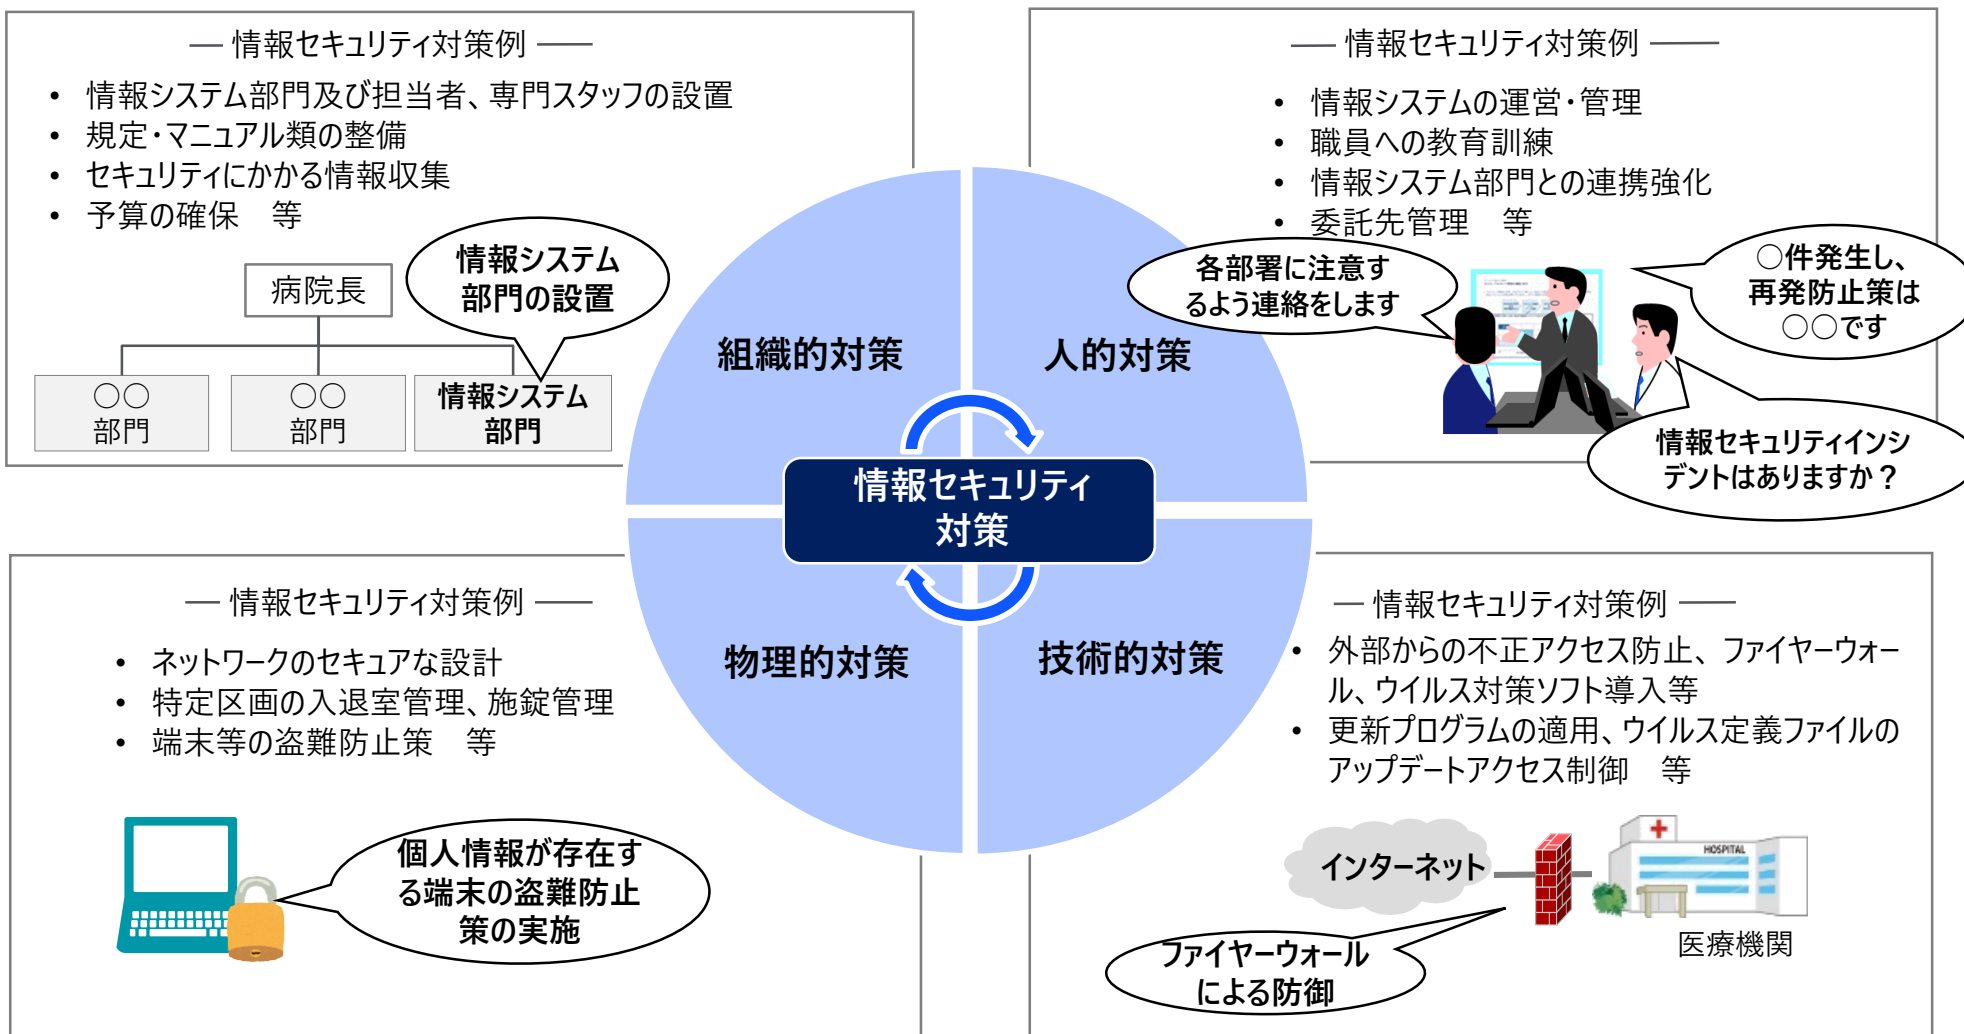 情報セキュリティ対策例
• 情報システム部門及び担当者、専門スタッフの設置
• 規定・マニュアル類の整備
• セキュリティにかかる情報収集
• 予算の確保　等
病院長
○○
部門
○○
部門
情報システム
部門
情報システム
部門の設置
情報セキュリティ対策例
• 情報システムの運営・管理
• 職員への教育訓練
• 情報システム部門との連携強化
• 委託先管理　等
各部署に注意す
るよう連絡をします
○件発生し、
再発防止策は
○○です
情報セキュリティインシ
デントはありますか？
組織的対策
人的対策
情報セキュリティ
対策
物理的対策
技術的対策
情報セキュリティ対策例
• ネットワークのセキュアな設計
• 特定区画の入退室管理、施錠管理
• 端末等の盗難防止策　等
個人情報が存在す
る端末の盗難防止
策の実施
情報セキュリティ対策例
• 外部からの不正アクセス防止、ファイヤーウォー
ル、ウイルス対策ソフト導入等
• 更新プログラムの適用、ウイルス定義ファイルの
アップデートアクセス制御　等
インターネット
HOSPITAL
医療機関
ファイヤーウォール
による防御